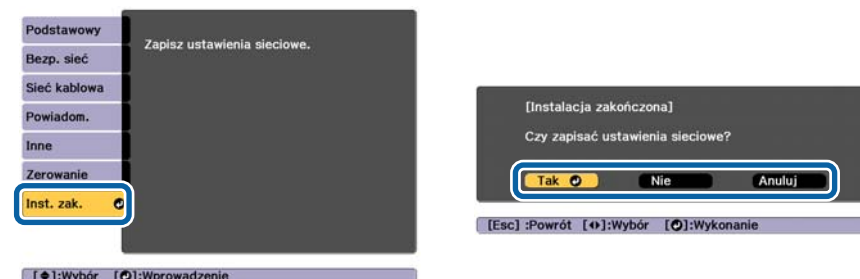 Podstawowy
Bezp. sieć
Sieć kablowa
Powiadom.
Inne
Zerowanie
Inst. zak.
Zapisz ustawienia sieciowe.
[ ]:Wybór [ ]:Wprowadzenie
[Instalacja zakończona]
Czy zapisać ustawienia sieciowe?
Tak Nie Anuluj
[Esc] :Powrót [ ]:Wybór [ ]:Wykonanie